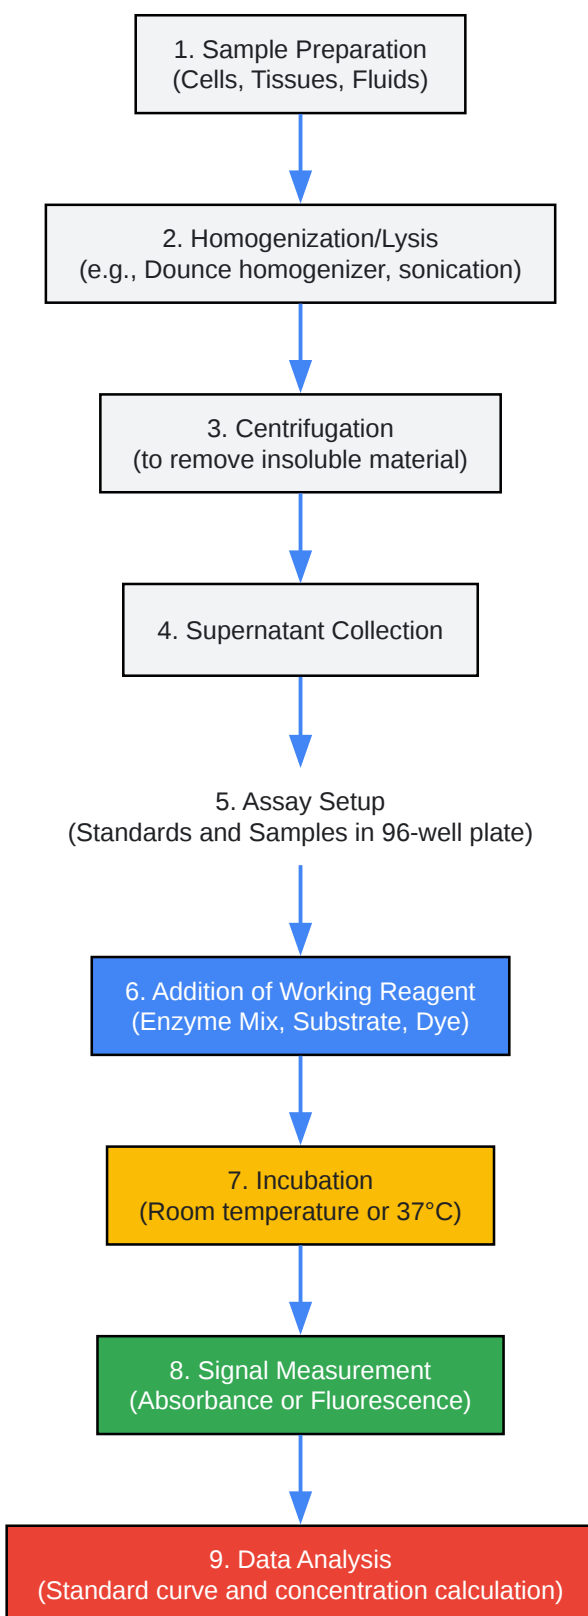 1. Sample Preparation
(Cells, Tissues, Fluids)
2. Homogenization/Lysis
(e.g., Dounce homogenizer, sonication)
3. Centrifugation
(to remove insoluble material)
4. Supernatant Collection
5. Assay Setup
(Standards and Samples in 96-well plate)
6. Addition of Working Reagent
(Enzyme Mix, Substrate, Dye)
7. Incubation
(Room temperature or 37°C)
8. Signal Measurement
(Absorbance or Fluorescence)
9. Data Analysis
(Standard curve and concentration calculation)